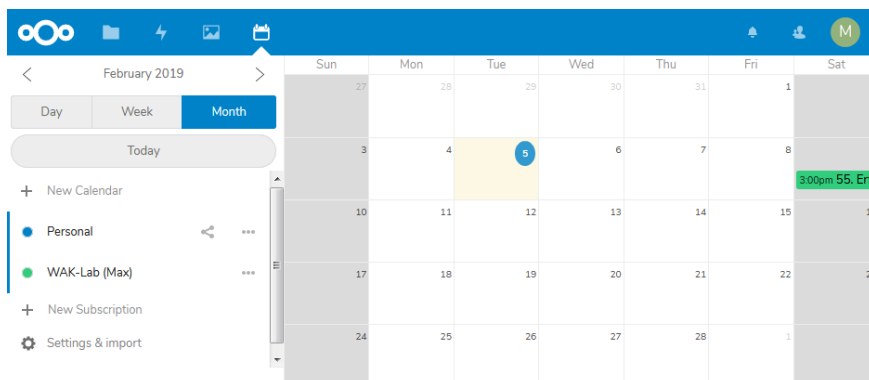 M
February 2019
Day Week Month
Today
New Calendar
Personal
WAK-Lab (Max)
New Subscription
Settings & import
Sun Mon Tue Wed Thu Fri Sat
27 28 29 30 31 1
3 4 5 6 7 8
3:00pm 55. Er
10 11 12 13 14 15 1
17 18 19 20 21 22 2
24 25 26 27 28 1